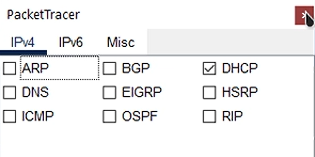 PacketTracer
IPv4 IPv6 Misc
ARP BGP DHCP
DNS EIGRP HSRP
ICMP OSPF RIP